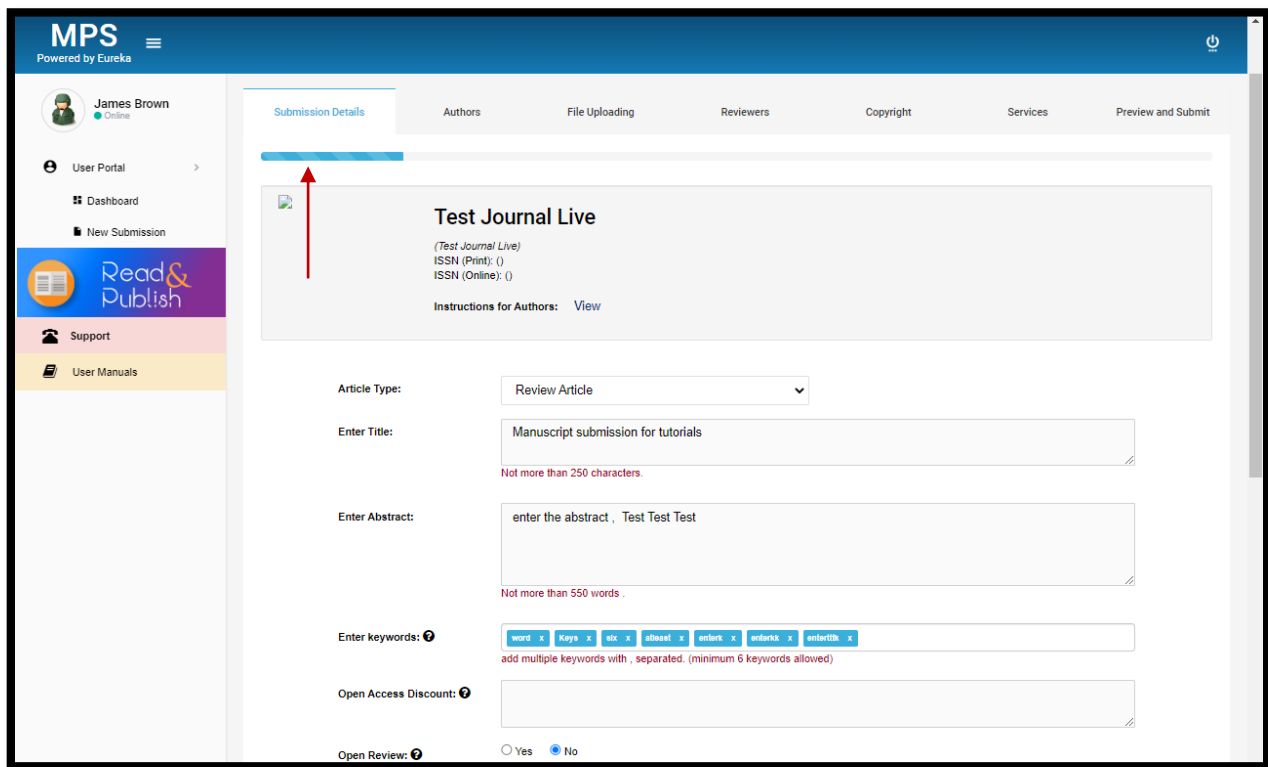 MPS
Powered by Eureka
James Brown
Online
User Portal
Dashboard
New Submission
Read&
Publish
Support
User Manuals
Submission Details Authors File Uploading Reviewers Copyright Services Preview and Submit
Test Journal Live
(Test Journal Live)
ISSN (Print): ()
ISSN (Online): ()
Instructions for Authors: View
Article Type: Review Article
Enter Title: Manuscript submission for tutorials
Not more than 250 characters.
Enter Abstract: enter the abstract , Test Test Test
Not more than 550 words .
Enter keywords: word x Keys x six x atleast x enterk x enterkk x x
add multiple keywords with , separated. (minimum 6 keywords allowed)
Open Access Discount:
Open Review: Yes No